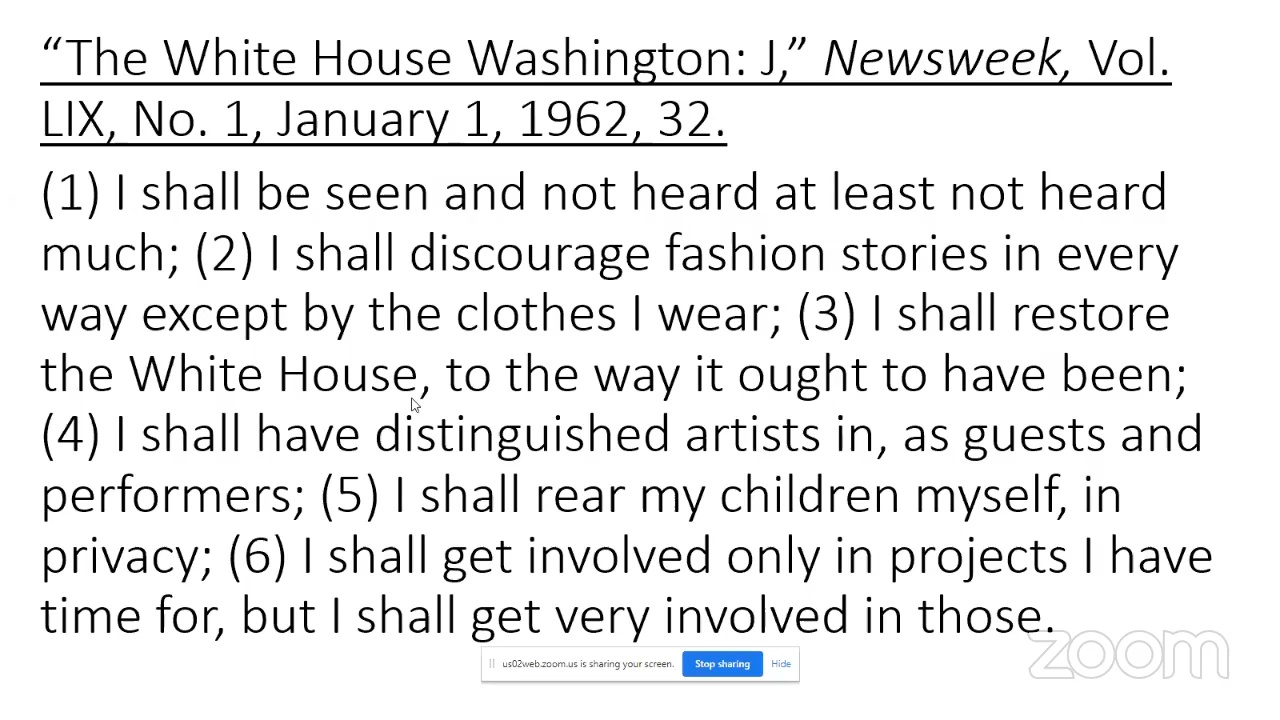 “The White House Washington: J,” Newsweek, Vol.
LIX, No. 1, January 1, 1962, 32.
(1) I shall be seen and not heard at least not heard
much; (2) I shall discourage fashion stories in every
way except by the clothes I wear; (3) I shall restore
the White House, to the way it ought to have been;
(4) I shall have distinguished artists in, as guests and
performers; (5) I shall rear my children myself, in
privacy; (6) I shall get involved only in projects I have
time for, but I shall get very involved in those.
zoom
us02web.zoom.us is sharing your screen. Stop sharing Hide